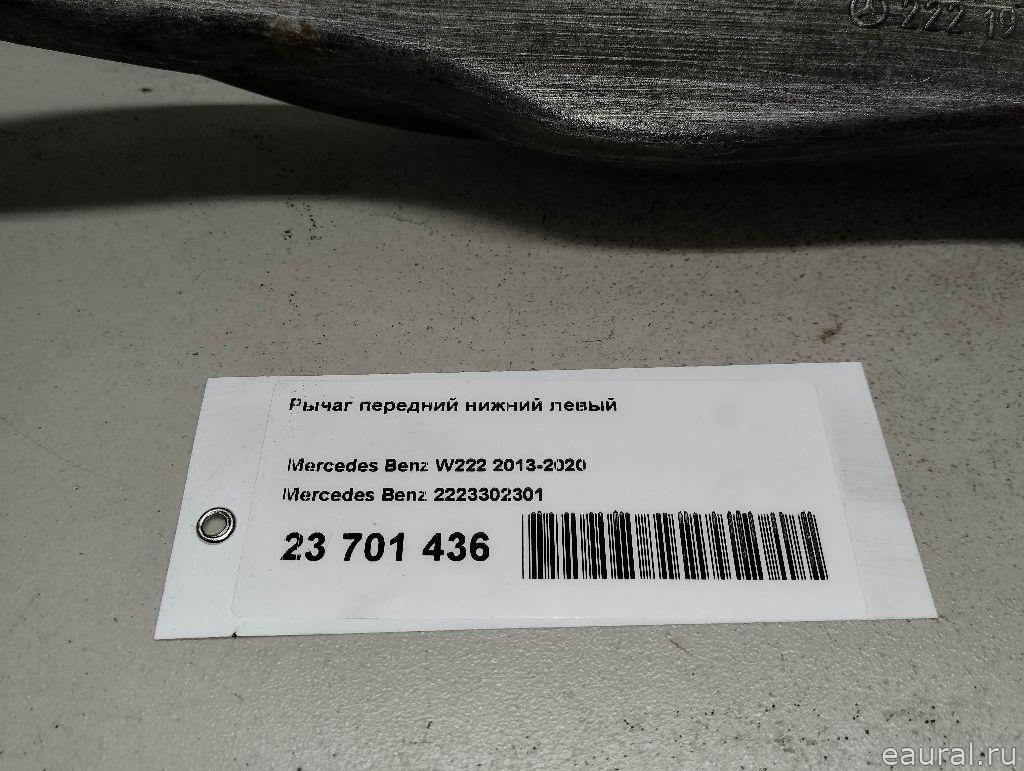 222 19
Рычаг передний нижний левый
Mercedes Benz W222 2013-2020
Mercedes Benz 2223302301
23 701 436
eaural.ru